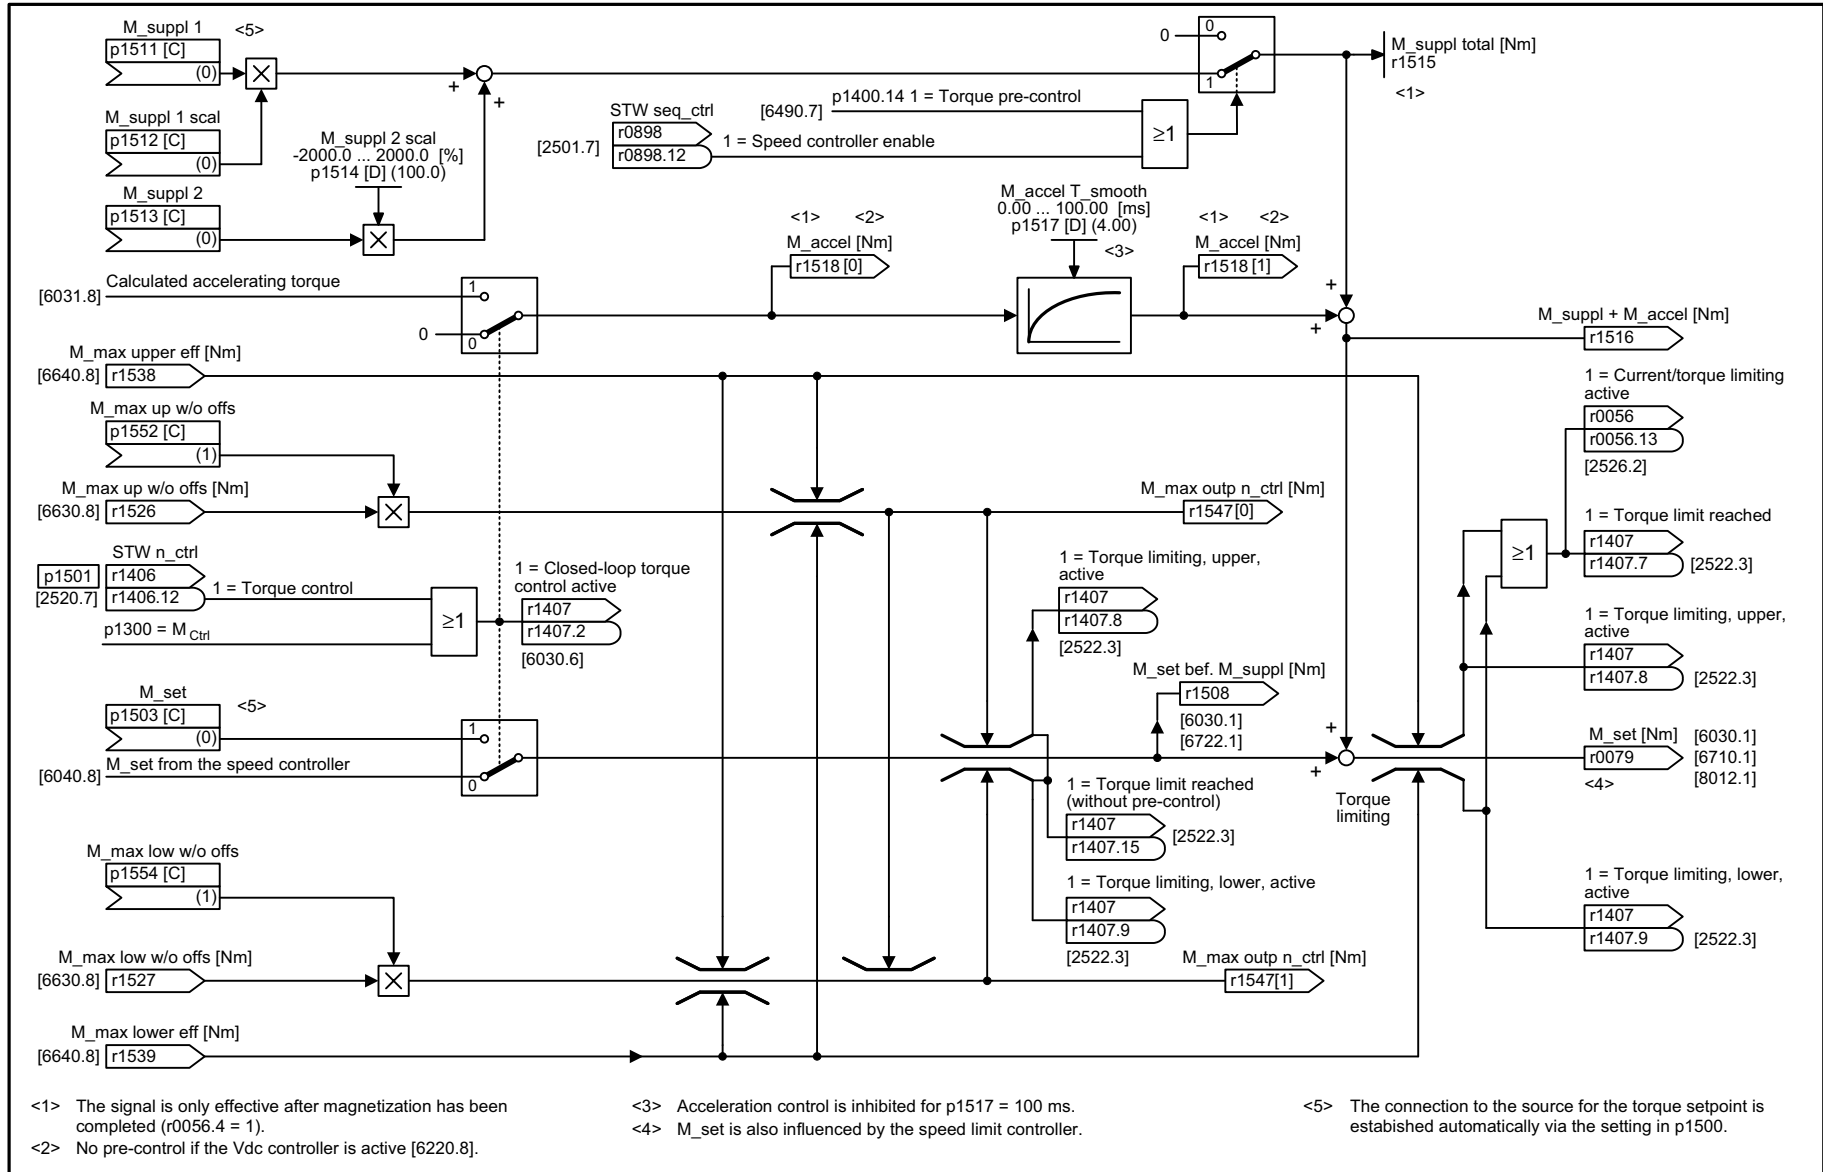 M_suppl 1
<5>
p1511 [C]
(0)
M_suppl 1 scal
p1512 [C]
(0)
M_suppl 2 scal
-2000.0 ... 2000.0 [%]
p1514 [D] (100.0)
M_suppl 2
p1513 [C]
(0)
+
+
0
0
1
M_suppl total [Nm]
r1515
<1>
p1400.14 1 = Torque pre-control
[6490.7]
STW seq_ctrl
r0898
[2501.7]
r0898.12
1 = Speed controller enable
≥1
M_accel T_smooth
0.00 ... 100.00 [ms]
p1517 [D] (4.00)
<3>
<1> <2>
M_accel [Nm]
r1518 [0]
<1> <2>
M_accel [Nm]
r1518 [1]
Calculated accelerating torque
[6031.8]
1
0
0
+
+
M_suppl + M_accel [Nm]
r1516
M_max upper eff [Nm]
[6640.8] r1538
M_max up w/o offs
p1552 [C]
(1)
M_max up w/o offs [Nm]
[6630.8] r1526
M_max outp n_ctrl [Nm]
r1547[0]
1 = Current/torque limiting
active
r0056
r0056.13
[2526.2]
1 = Torque limit reached
r1407
r1407.7 [2522.3]
≥1
STW n_ctrl
p1501 r1406
[2520.7] r1406.12
1 = Torque control
p1300 = M Ctrl
≥1
1 = Closed-loop torque
control active
r1407
r1407.2
[6030.6]
1 = Torque limiting, upper,
active
r1407
r1407.8
[2522.3]
1 = Torque limiting, upper,
active
r1407
r1407.8 [2522.3]
M_set
<5>
p1503 [C]
(0)
M_set from the speed controller
[6040.8]
1
0
M_set bef. M_suppl [Nm]
r1508
[6030.1]
[6722.1]
+
+
M_set [Nm] [6030.1]
r0079 [6710.1]
<4> [8012.1]
Torque
limiting
1 = Torque limit reached
(without pre-control)
r1407
r1407.15 [2522.3]
M_max low w/o offs
p1554 [C]
(1)
1 = Torque limiting, lower, active
r1407
r1407.9
[2522.3]
1 = Torque limiting, lower,
active
r1407
r1407.9 [2522.3]
M_max low w/o offs [Nm]
[6630.8] r1527
M_max outp n_ctrl [Nm]
r1547[1]
M_max lower eff [Nm]
[6640.8] r1539
<1> The signal is only effective after magnetization has been
completed (r0056.4 = 1).
<2> No pre-control if the Vdc controller is active [6220.8].
<3> Acceleration control is inhibited for p1517 = 100 ms.
<4> M_set is also influenced by the speed limit controller.
<5> The connection to the source for the torque setpoint is
estabished automatically via the setting in p1500.